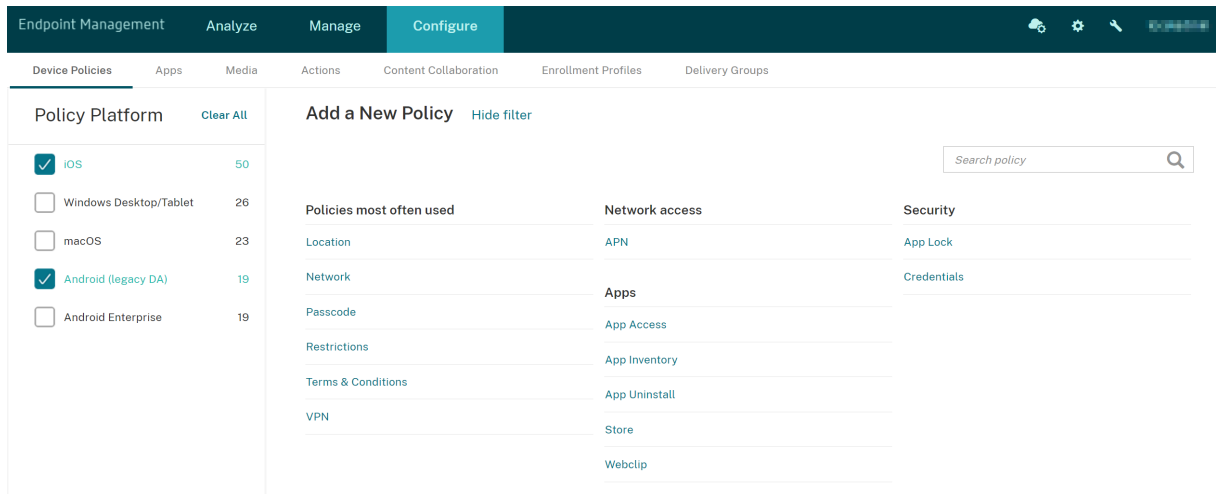 Endpoint Management Analyze Manage Configure
Device Policies Apps Media Actions Content Collaboration Enrollment Profiles Delivery Groups
Policy Platform Clear All
iOS 50
Windows Desktop/Tablet 26
macOS 23
Android (legacy DA) 19
Android Enterprise 19
Add a New Policy Hide filter
Search policy
Policies most often used
Location
Network
Passcode
Restrictions
Terms & Conditions
VPN
Network access
APN
Apps
App Access
App Inventory
App Uninstall
Store
Webclip
Security
App Lock
Credentials